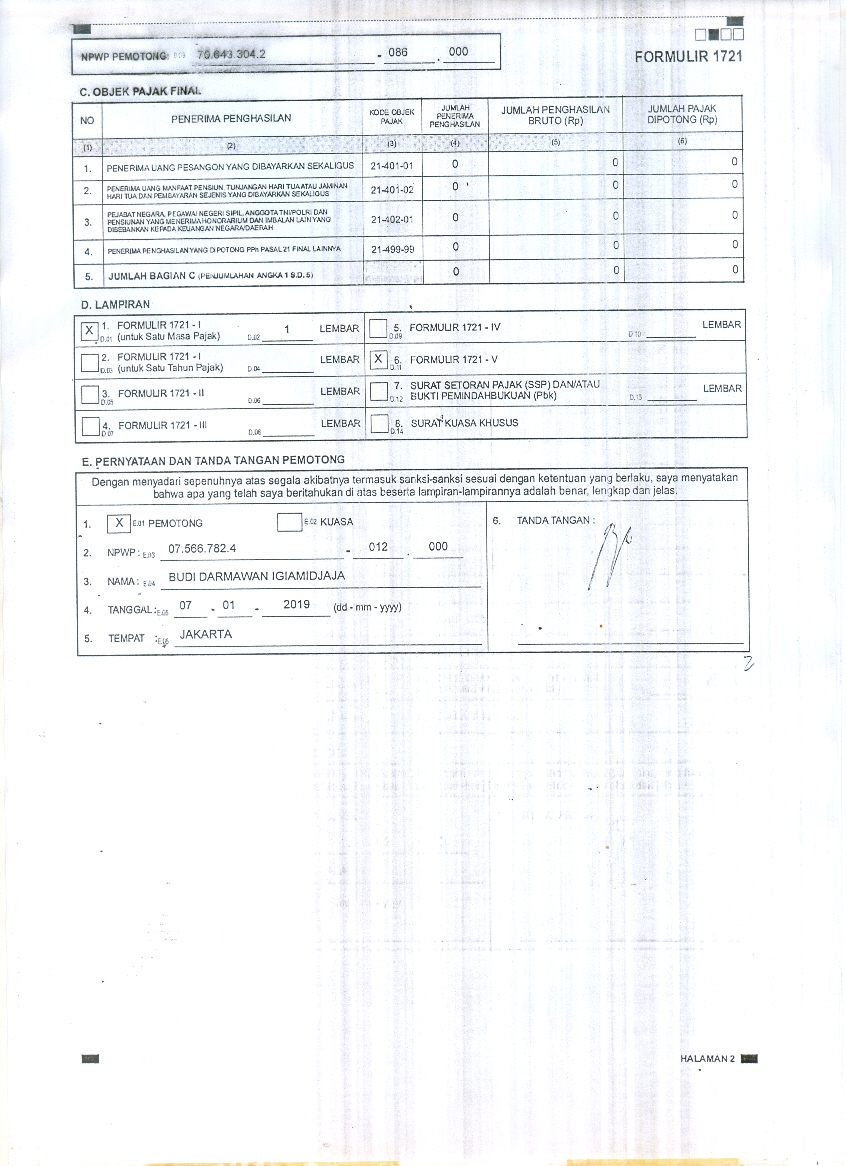 NPWP PEMOTONG: 70.643.304.2 - 086 . 000
FORMULIR 1721
C. OBJEK PAJAK FINAL
NO PENERIMA PENGHASILAN KODE OBJEK PAJAK JUMLAH PENERIMA PENGHASILAN JUMLAH PENGHASILAN BRUTO (Rp) JUMLAH PAJAK DIPOTONG (Rp)
(1) (2) (3) (4) (5) (6)
1. PENERIMA UANG PESANGON YANG DIBAYARKAN SEKALIGUS 21-401-01 0 0 0
2. PENERIMA UANG MANFAAT PENSIUN, TUNJANGAN HARI TUA ATAU JAMINAN
HARI TUA DAN PEMBAYARAN SEJENIS YANG DIBAYARKAN SEKALIGUS 21-401-02 0 0 0
3. PEJABAT NEGARA, PEGAWAI NEGERI SIPIL, ANGGOTA TNI/POLRI DAN
PENSIUNAN YANG MENERIMA HONORARIUM DAN IMBALAN LAIN YANG
DIBEBANKAN KEPADA KEUANGAN NEGARA/DAERAH 21-402-01 0 0 0
4. PENERIMA PENGHASILAN YANG DIPOTONG PPh PASAL 21 FINAL LAINNYA 21-499-99 0 0 0
5. JUMLAH BAGIAN C (PENJUMLAHAN ANGKA 1 S.D. 5) 0 0 0
D. LAMPIRAN
X D.01 1. FORMULIR 1721 - I (untuk Satu Masa Pajak) D.02 1 LEMBAR
D.03 2. FORMULIR 1721 - I (untuk Satu Tahun Pajak) D.04 LEMBAR
D.05 3. FORMULIR 1721 - II D.06 LEMBAR
D.07 4. FORMULIR 1721 - III D.08 LEMBAR
D.09 5. FORMULIR 1721 - IV D.10 LEMBAR
X D.11 6. FORMULIR 1721 - V
D.12 7. SURAT SETORAN PAJAK (SSP) DAN/ATAU
BUKTI PEMINDAHBUKUAN (Pbk) D.13 LEMBAR
D.14 8. SURAT KUASA KHUSUS
E. PERNYATAAN DAN TANDA TANGAN PEMOTONG
Dengan menyadari sepenuhnya atas segala akibatnya termasuk sanksi-sanksi sesuai dengan ketentuan yang berlaku, saya menyatakan
bahwa apa yang telah saya beritahukan di atas beserta lampiran-lampirannya adalah benar, lengkap dan jelas.
1. X E.01 PEMOTONG E.02 KUASA
2. NPWP : E.03 07.566.782.4 - 012 . 000
3. NAMA : E.04 BUDI DARMAWAN IGIAMIDJAJA
4. TANGGAL : E.05 07 - 01 - 2019 (dd - mm - yyyy)
5. TEMPAT : E.06 JAKARTA
6. TANDA TANGAN :
2
HALAMAN 2